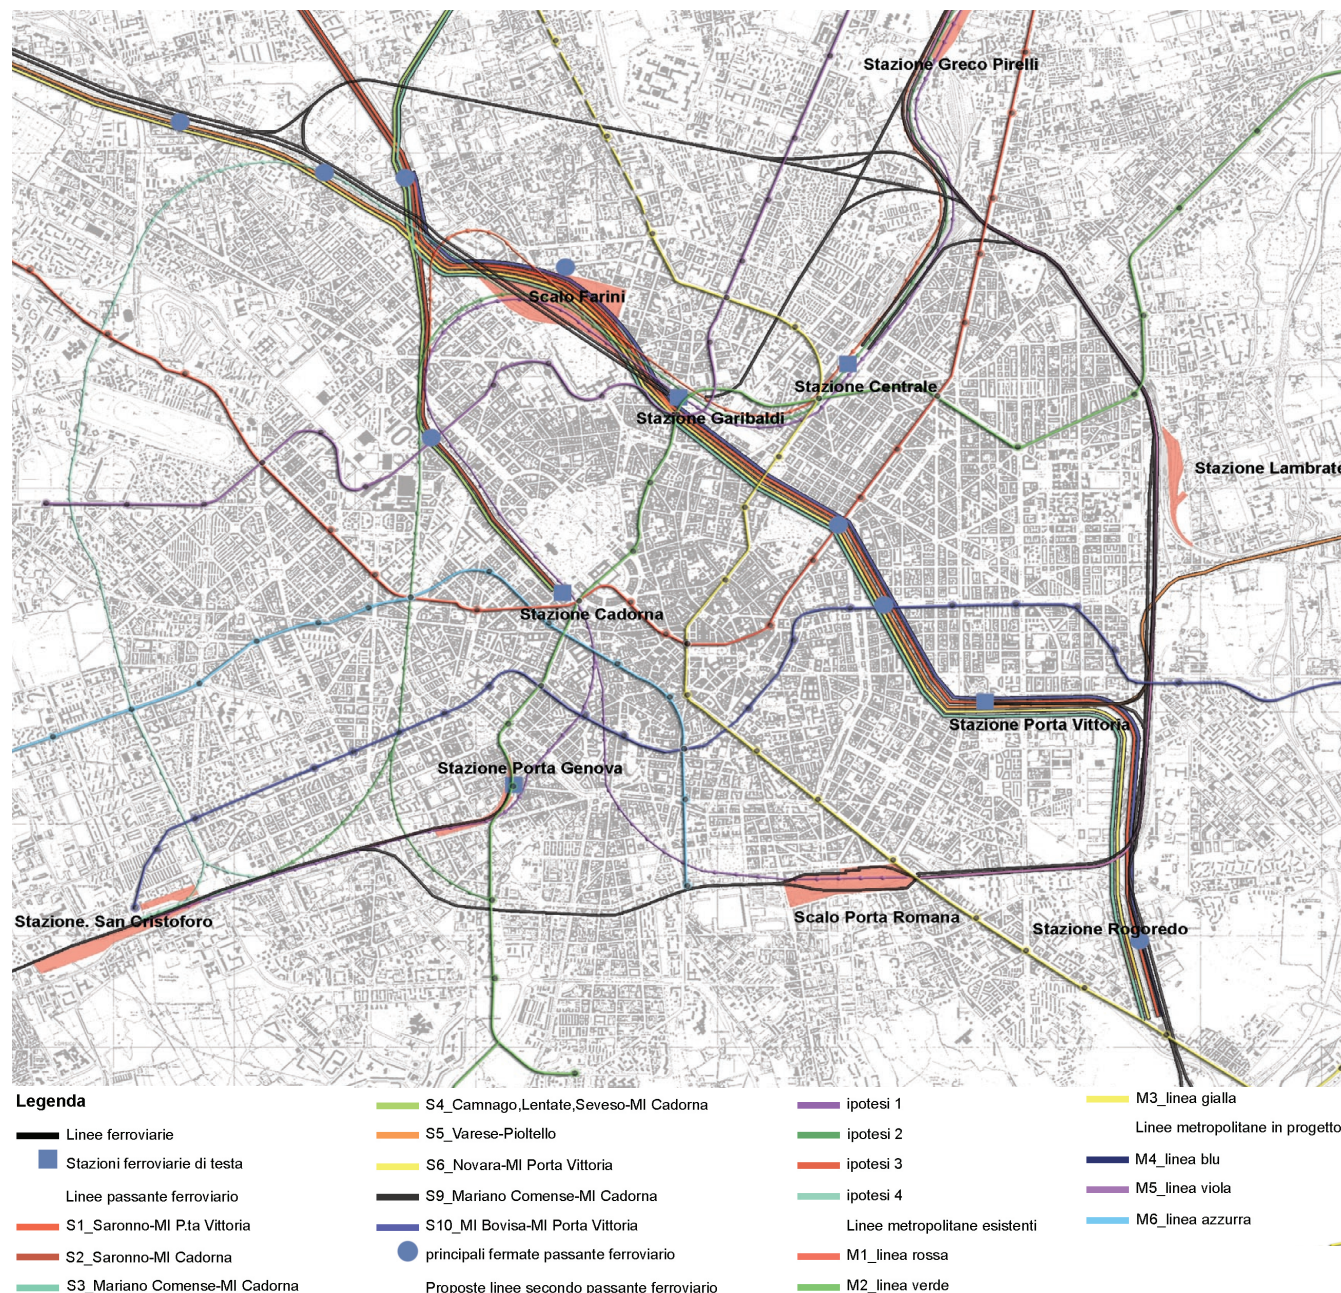 Stazione Greco Pirelli
Scalo Farini
Stazione Centrale
Stazione Garibaldi
Stazione Lambrate
Stazione Cadorna
Stazione Porta Vittoria
Stazione Porta Genova
Stazione. San Cristoforo
Scalo Porta Romana
Stazione Rogoredo
Legenda
Linee ferroviarie
Stazioni ferroviarie di testa
Linee passante ferroviario
S1_Saronno-MI P.ta Vittoria
S2_Saronno-MI Cadorna
S3_Mariano Comense-MI Cadorna
S4_Camnago,Lentate,Seveso-MI Cadorna
S5_Varese-Pioltello
S6_Novara-MI Porta Vittoria
S9_Mariano Comense-MI Cadorna
S10_MI Bovisa-MI Porta Vittoria
principali fermate passante ferroviario
Proposte linee secondo passante ferroviario
ipotesi 1
ipotesi 2
ipotesi 3
ipotesi 4
Linee metropolitane esistenti
M1_linea rossa
M2_linea verde
M3_linea gialla
Linee metropolitane in progetto
M4_linea blu
M5_linea viola
M6_linea azzurra